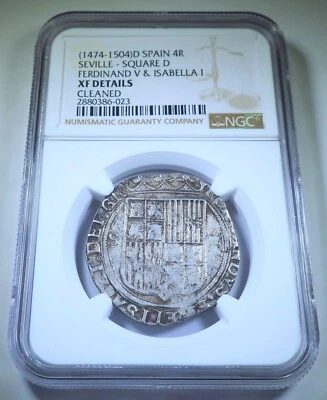 (1474-1504)D SPAIN 4R
SEVILLE - SQUARE D
FERDINAND V & ISABELLA I
XF DETAILS
CLEANED
2880386-023
NUMISMATIC GUARANTY COMPANY
NGC